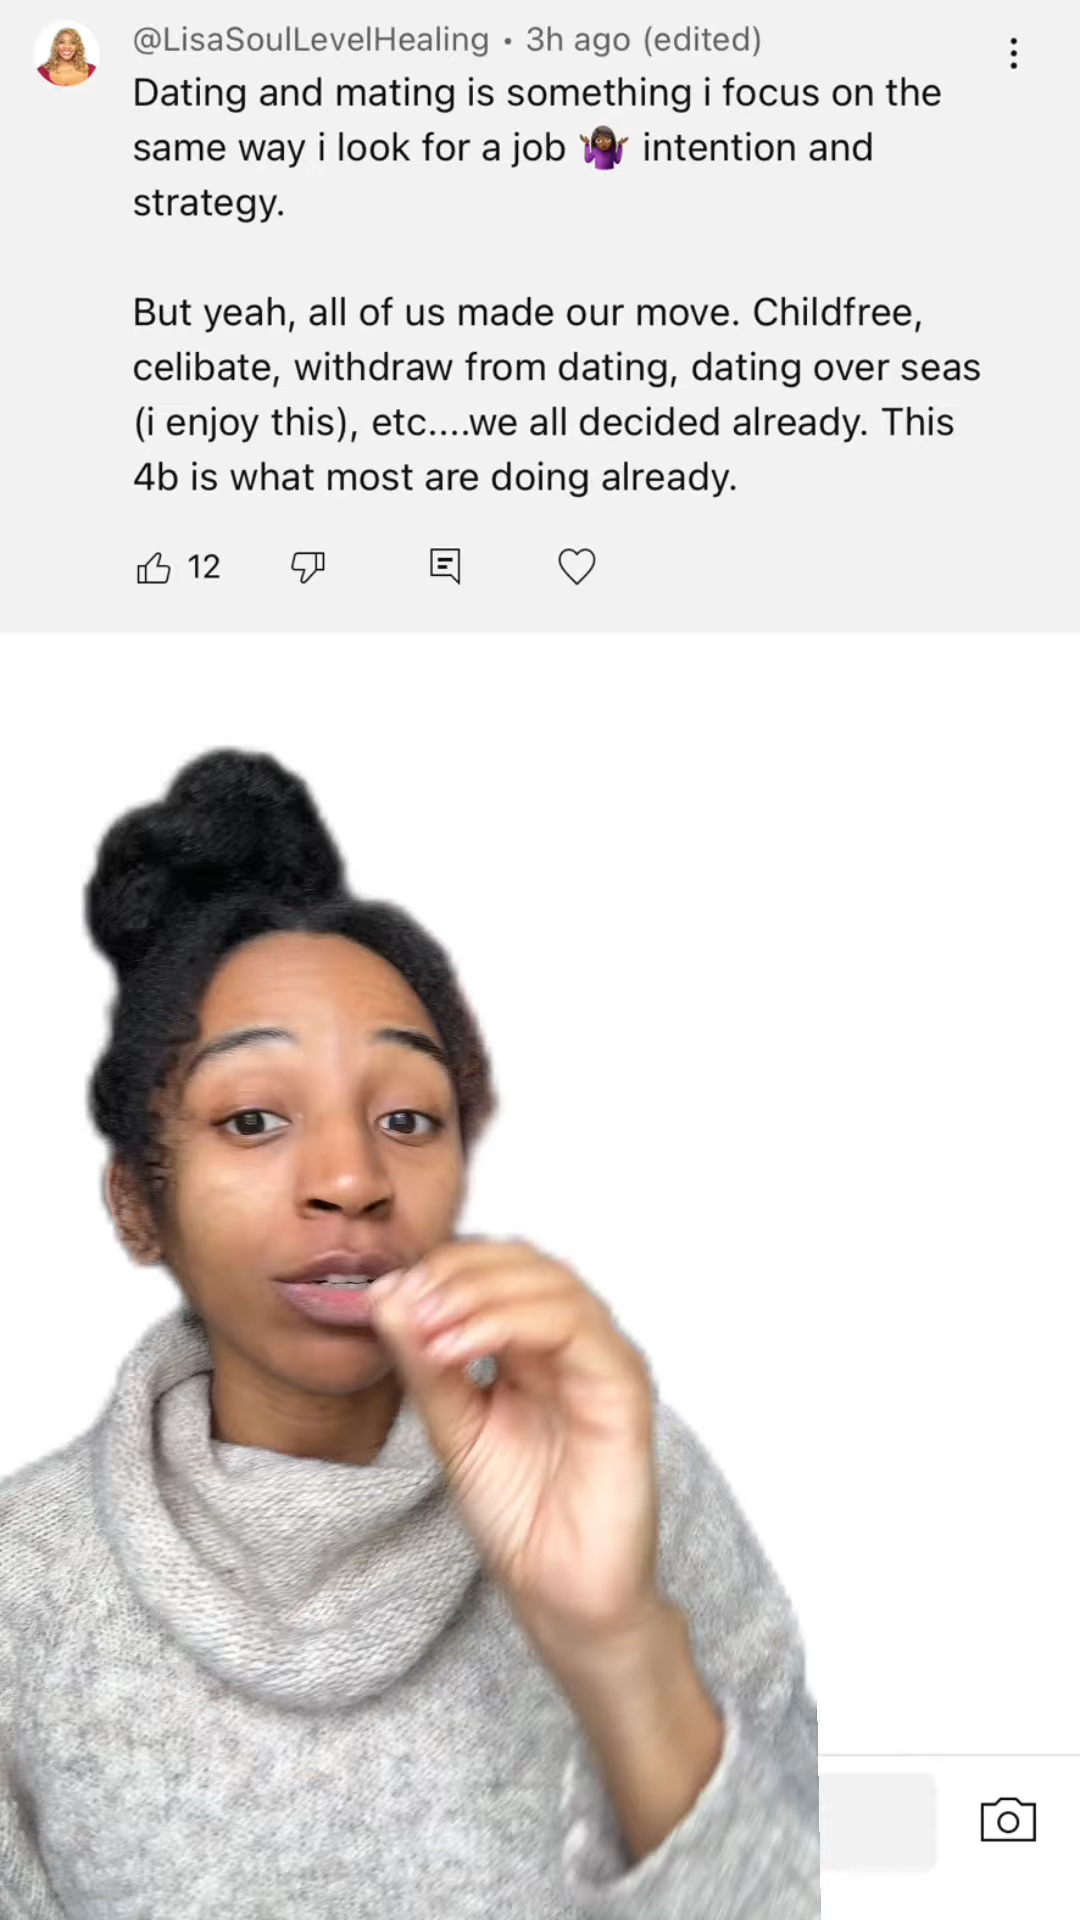 @LisaSoulLevelHealing • 3h ago (edited)
Dating and mating is something i focus on the
same way i look for a job 🤷🏾‍♀️ intention and
strategy.
But yeah, all of us made our move. Childfree,
celibate, withdraw from dating, dating over seas
(i enjoy this), etc....we all decided already. This
4b is what most are doing already.
12